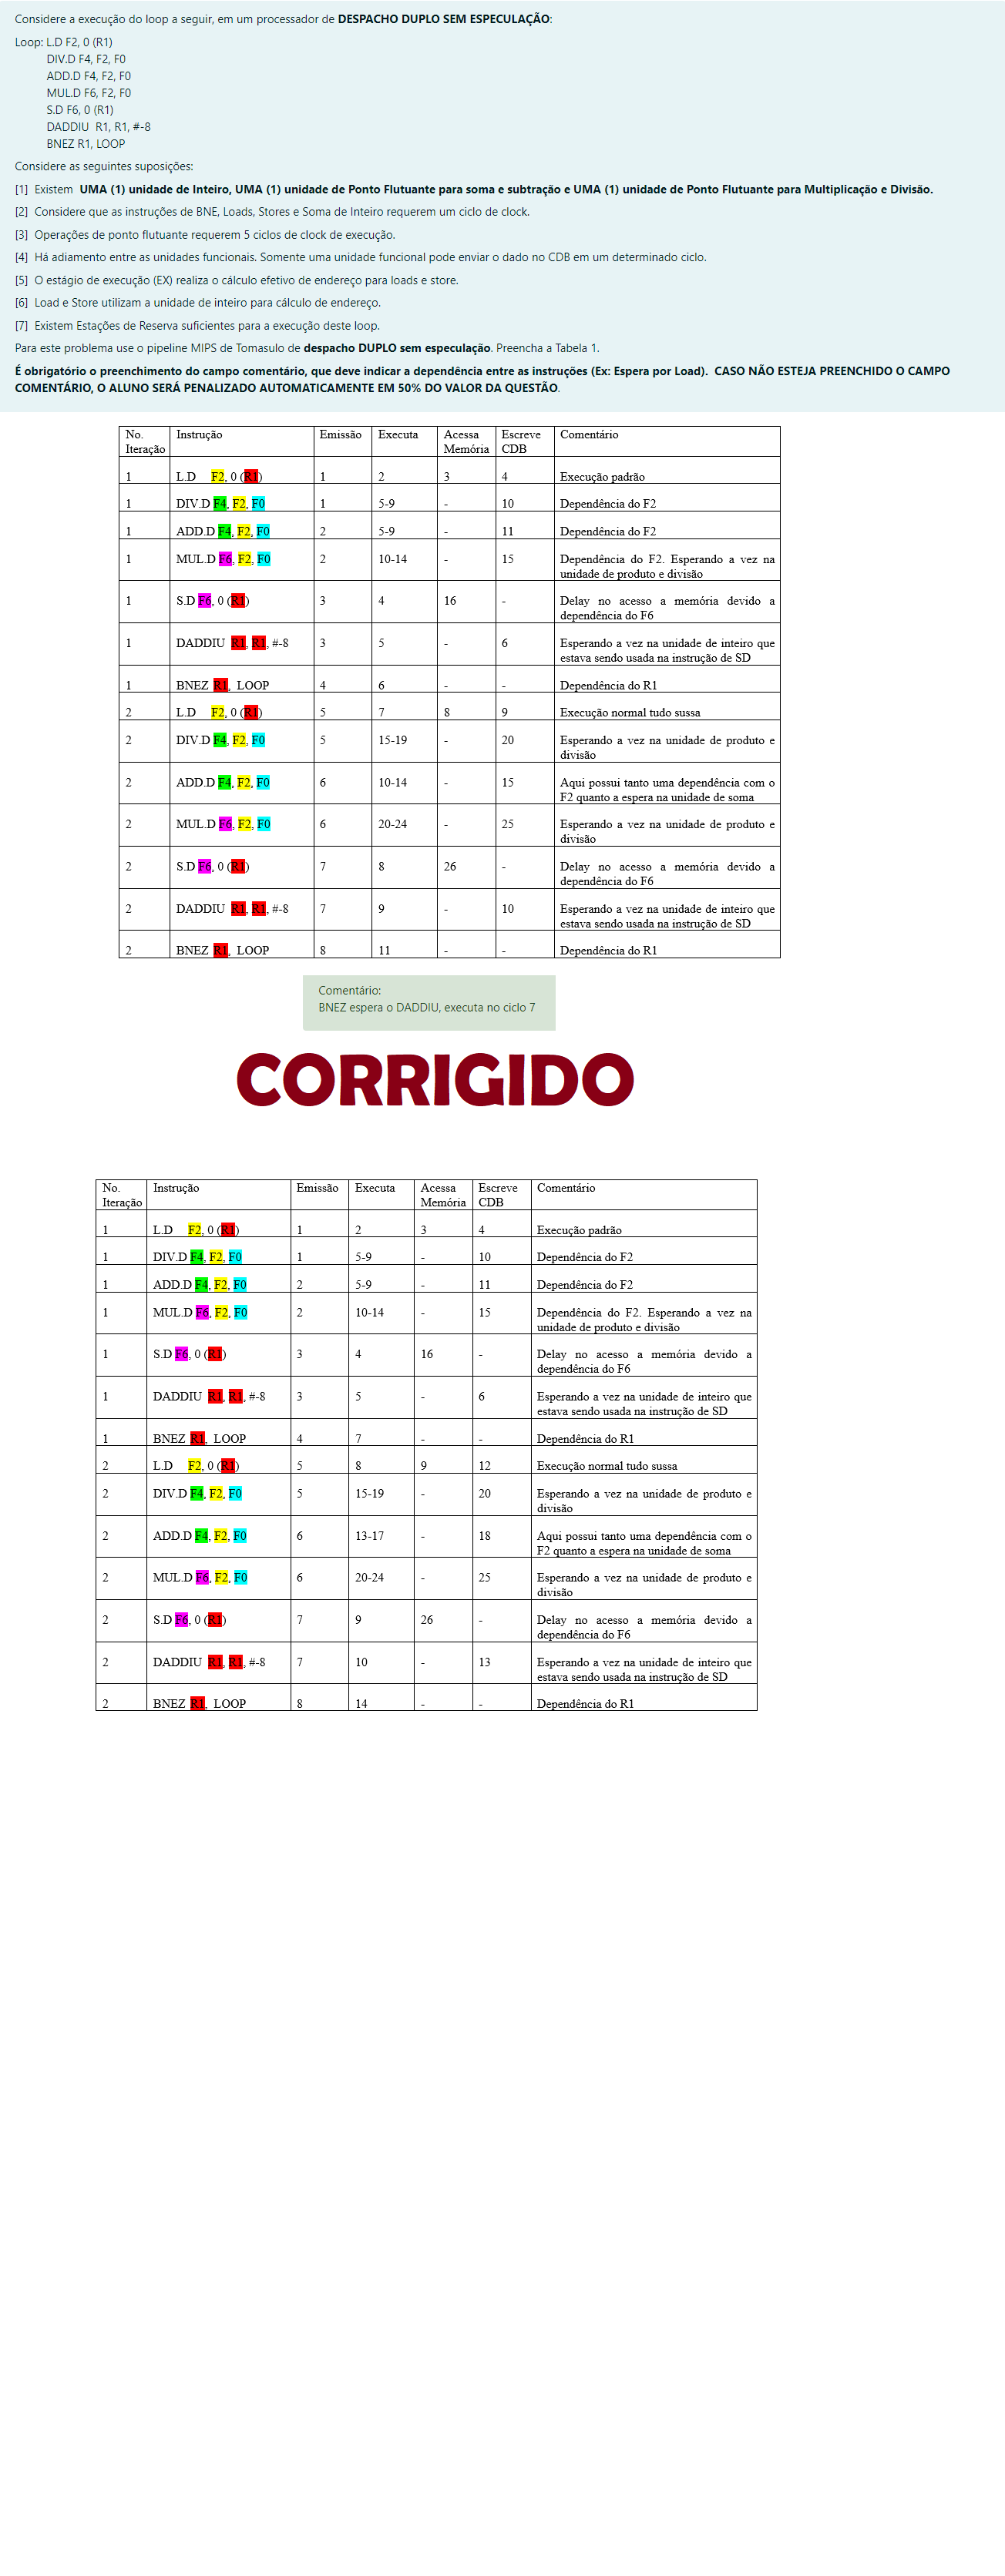 Considere a execução do loop a seguir, em um processador de DESPACHO DUPLO SEM ESPECULAÇÃO:
Loop: L.D F2, 0 (R1)
DIV.D F4, F2, F0
ADD.D F4, F2, F0
MUL.D F6, F2, F0
S.D F6, 0 (R1)
DADDIU R1, R1, #-8
BNEZ R1, LOOP
Considere as seguintes suposições:
[1] Existem UMA (1) unidade de Inteiro, UMA (1) unidade de Ponto Flutuante para soma e subtração e UMA (1) unidade de Ponto Flutuante para Multiplicação e Divisão.
[2] Considere que as instruções de BNE, Loads, Stores e Soma de Inteiro requerem um ciclo de clock.
[3] Operações de ponto flutuante requerem 5 ciclos de clock de execução.
[4] Há adiamento entre as unidades funcionais. Somente uma unidade funcional pode enviar o dado no CDB em um determinado ciclo.
[5] O estágio de execução (EX) realiza o cálculo efetivo de endereço para loads e store.
[6] Load e Store utilizam a unidade de inteiro para cálculo de endereço.
[7] Existem Estações de Reserva suficientes para a execução deste loop.
Para este problema use o pipeline MIPS de Tomasulo de despacho DUPLO sem especulação. Preencha a Tabela 1.
É obrigatório o preenchimento do campo comentário, que deve indicar a dependência entre as instruções (Ex: Espera por Load). CASO NÃO ESTEJA PREENCHIDO O CAMPO
COMENTÁRIO, O ALUNO SERÁ PENALIZADO AUTOMATICAMENTE EM 50% DO VALOR DA QUESTÃO.
No. Instrução Emissão Executa Acessa Escreve Comentário
Iteração Memória CDB
1 L.D F2, 0 (R1) 1 2 3 4 Execução padrão
1 DIV.D F4, F2, F0 1 5-9 - 10 Dependência do F2
1 ADD.D F4, F2, F0 2 5-9 - 11 Dependência do F2
1 MUL.D F6, F2, F0 2 10-14 - 15 Dependência do F2. Esperando a vez na
unidade de produto e divisão
1 S.D F6, 0 (R1) 3 4 16 - Delay no acesso a memória devido a
dependência do F6
1 DADDIU R1, R1, #-8 3 5 - 6 Esperando a vez na unidade de inteiro que
estava sendo usada na instrução de SD
1 BNEZ R1, LOOP 4 6 - - Dependência do R1
2 L.D F2, 0 (R1) 5 7 8 9 Execução normal tudo sussa
2 DIV.D F4, F2, F0 5 15-19 - 20 Esperando a vez na unidade de produto e
divisão
2 ADD.D F4, F2, F0 6 10-14 - 15 Aqui possui tanto uma dependência com o
F2 quanto a espera na unidade de soma
2 MUL.D F6, F2, F0 6 20-24 - 25 Esperando a vez na unidade de produto e
divisão
2 S.D F6, 0 (R1) 7 8 26 - Delay no acesso a memória devido a
dependência do F6
2 DADDIU R1, R1, #-8 7 9 - 10 Esperando a vez na unidade de inteiro que
estava sendo usada na instrução de SD
2 BNEZ R1, LOOP 8 11 - - Dependência do R1
Comentário:
BNEZ espera o DADDIU, executa no ciclo 7
CORRIGIDO
No. Instrução Emissão Executa Acessa Escreve Comentário
Iteração Memória CDB
1 L.D F2, 0 (R1) 1 2 3 4 Execução padrão
1 DIV.D F4, F2, F0 1 5-9 - 10 Dependência do F2
1 ADD.D F4, F2, F0 2 5-9 - 11 Dependência do F2
1 MUL.D F6, F2, F0 2 10-14 - 15 Dependência do F2. Esperando a vez na
unidade de produto e divisão
1 S.D F6, 0 (R1) 3 4 16 - Delay no acesso a memória devido a
dependência do F6
1 DADDIU R1, R1, #-8 3 5 - 6 Esperando a vez na unidade de inteiro que
estava sendo usada na instrução de SD
1 BNEZ R1, LOOP 4 7 - - Dependência do R1
2 L.D F2, 0 (R1) 5 8 9 12 Execução normal tudo sussa
2 DIV.D F4, F2, F0 5 15-19 - 20 Esperando a vez na unidade de produto e
divisão
2 ADD.D F4, F2, F0 6 13-17 - 18 Aqui possui tanto uma dependência com o
F2 quanto a espera na unidade de soma
2 MUL.D F6, F2, F0 6 20-24 - 25 Esperando a vez na unidade de produto e
divisão
2 S.D F6, 0 (R1) 7 9 26 - Delay no acesso a memória devido a
dependência do F6
2 DADDIU R1, R1, #-8 7 10 - 13 Esperando a vez na unidade de inteiro que
estava sendo usada na instrução de SD
2 BNEZ R1, LOOP 8 14 - - Dependência do R1